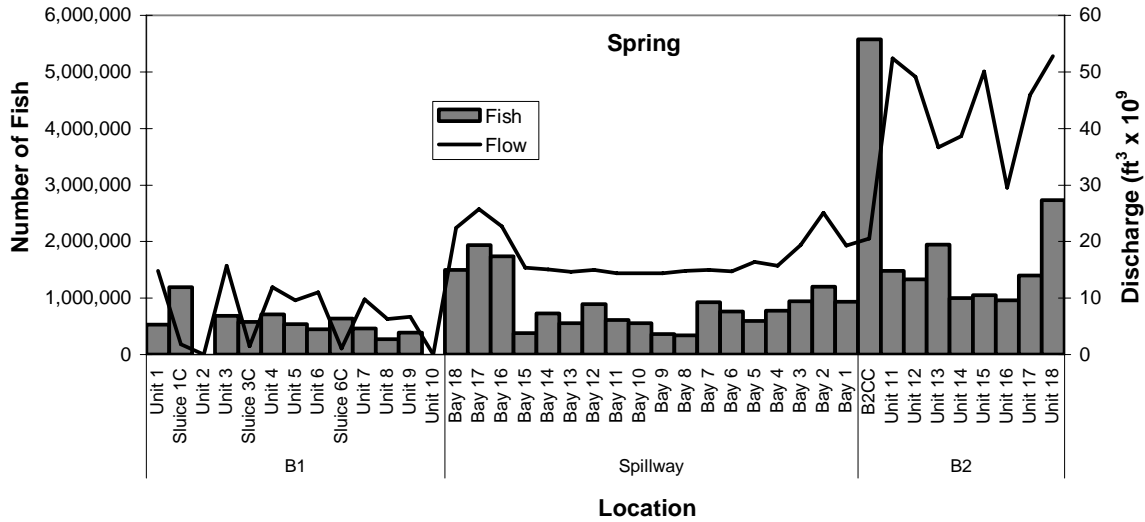 Spring
Number of Fish
6,000,000
5,000,000
4,000,000
3,000,000
2,000,000
1,000,000
0
Fish
Flow
60
50
40
30
20
10
0
Discharge (ft³ x 10⁹
Unit 1
Sluice 1C
Unit 2
Unit 3
Sluice 3C
Unit 4
Unit 5
Unit 6
Sluice 6C
Unit 7
Unit 8
Unit 9
Unit 10
Bay 18
Bay 17
Bay 16
Bay 15
Bay 14
Bay 13
Bay 12
Bay 11
Bay 10
Bay 9
Bay 8
Bay 7
Bay 6
Bay 5
Bay 4
Bay 3
Bay 2
Bay 1
B2CC
Unit 11
Unit 12
Unit 13
Unit 14
Unit 15
Unit 16
Unit 17
Unit 18
B1
Spillway
B2
Location